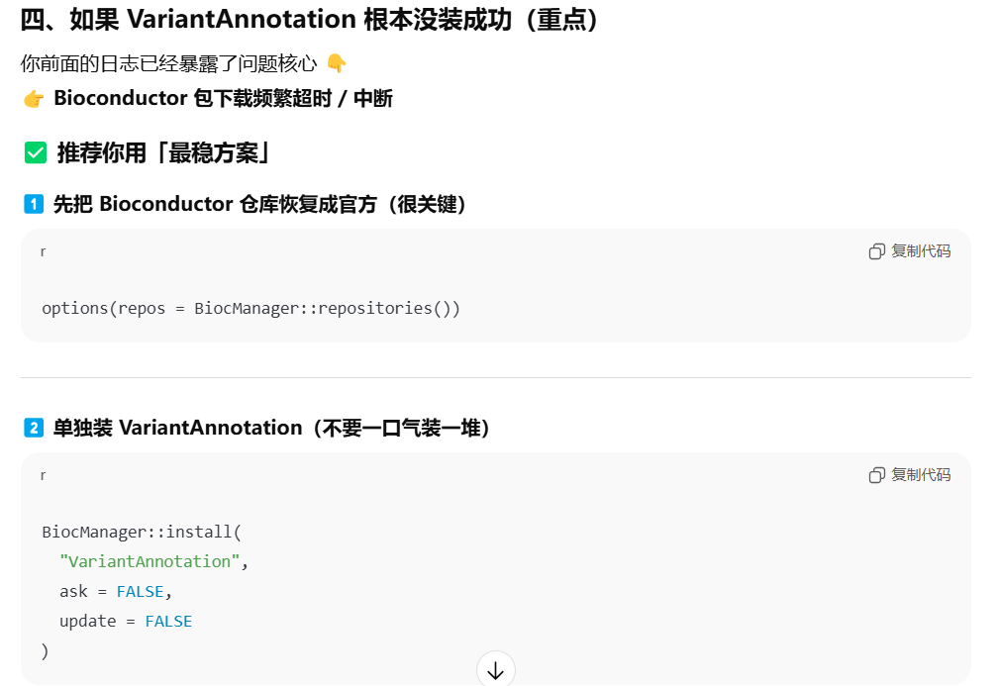 四、如果 VariantAnnotation 根本没装成功（重点）
你前面的日志已经暴露了问题核心 👇
👉 Bioconductor 包下载频繁超时 / 中断
✅ 推荐你用「最稳方案」
1️⃣ 先把 Bioconductor 仓库恢复成官方（很关键）
r 复制代码
options(repos = BiocManager::repositories())
2️⃣ 单独装 VariantAnnotation（不要一口气装一堆）
r 复制代码
BiocManager::install(
  "VariantAnnotation",
  ask = FALSE,
  update = FALSE
)